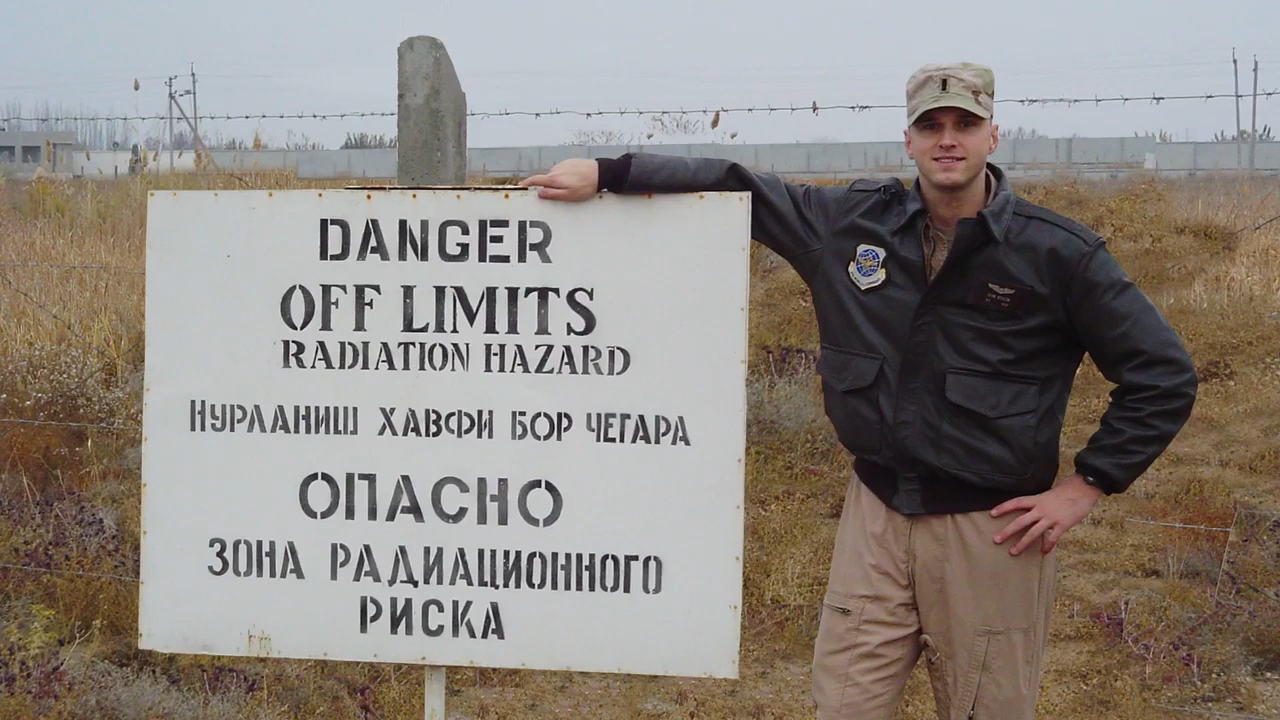 DANGER
OFF LIMITS
RADIATION HAZARD
НУРЛАНИШ ХАВФИ БОР ЧЕГАРА
ОПАСНО
ЗОНА РАДИАЦИОННОГО
РИСКА